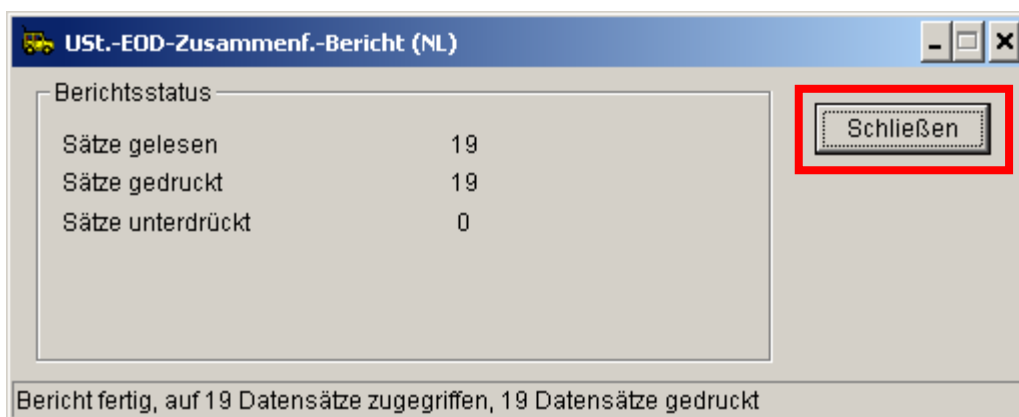 USt.-EOD-Zusammenf.-Bericht (NL)
Berichtsstatus
Schließen
Sätze gelesen 19
Sätze gedruckt 19
Sätze unterdrückt 0
Bericht fertig, auf 19 Datensätze zugegriffen, 19 Datensätze gedruckt